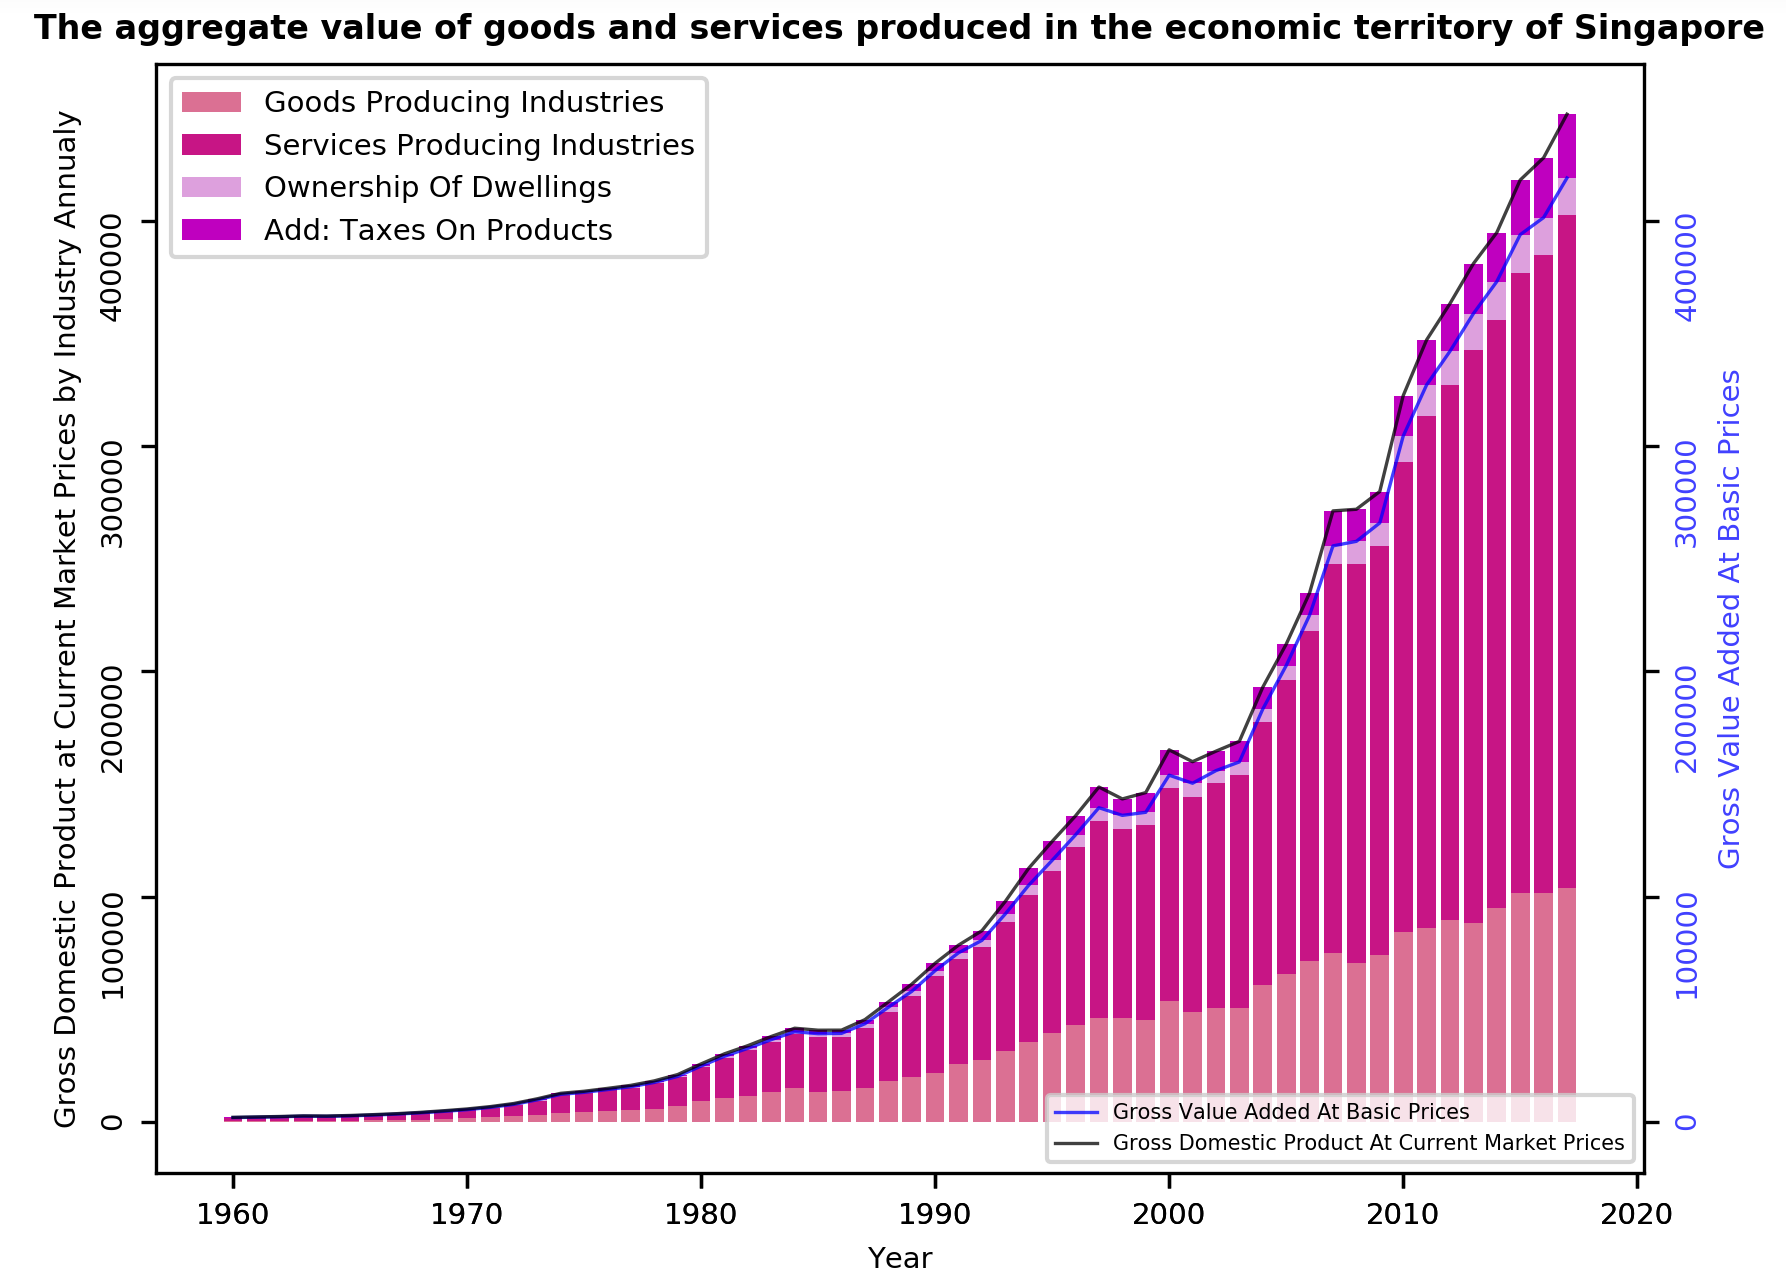 The aggregate value of goods and services produced in the economic territory of Singapore
Goods Producing Industries
Services Producing Industries
Ownership Of Dwellings
Add: Taxes On Products
Gross Domestic Product at Current Market Prices by Industry Annualy
400000
300000
200000
100000
0
400000
300000
200000
100000
0
Gross Value Added At Basic Prices
Gross Value Added At Basic Prices
Gross Domestic Product At Current Market Prices
1960
1970
1980
1990
2000
2010
2020
Year